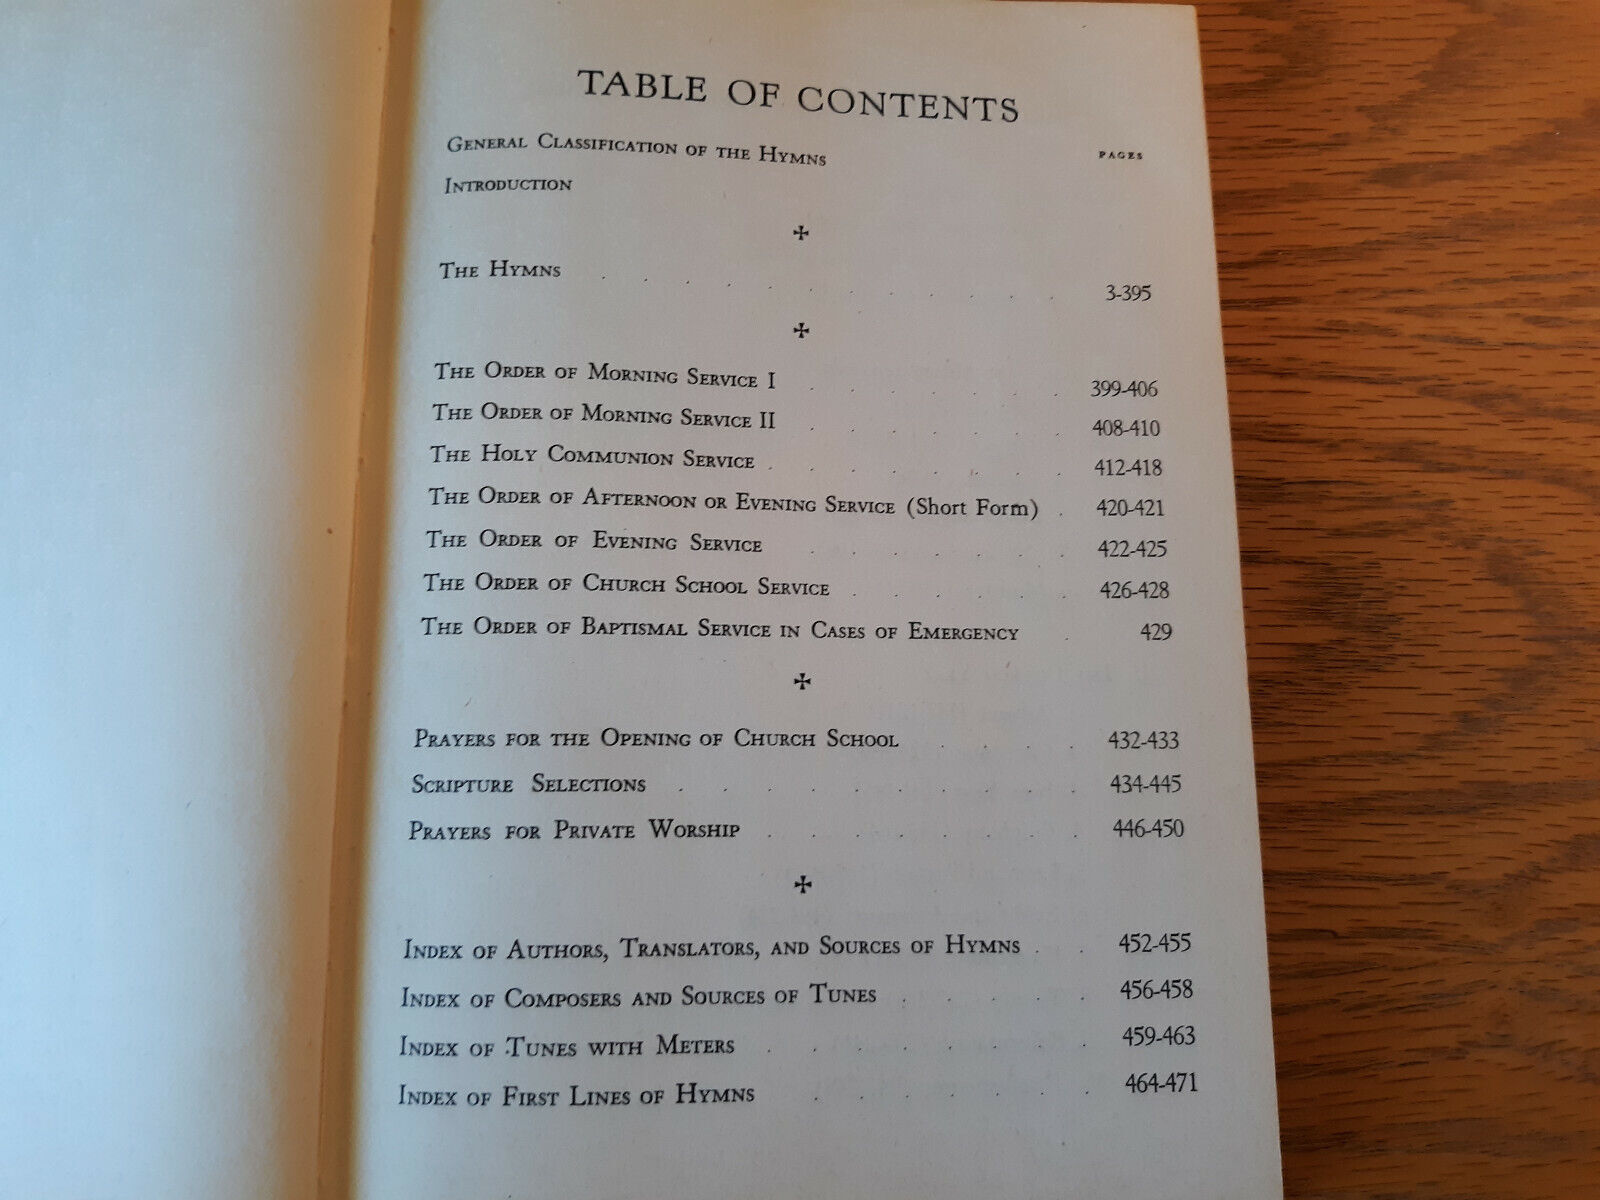 TABLE OF CONTENTS
PAGES
GENERAL CLASSIFICATION OF THE HYMNS
INTRODUCTION
THE HYMNS . . . . . . . . . . . 3-395
THE ORDER OF MORNING SERVICE I . . . . . . . 399-406
THE ORDER OF MORNING SERVICE II . . . . . . . 408-410
THE HOLY COMMUNION SERVICE . . . . . . . . 412-418
THE ORDER OF AFTERNOON OR EVENING SERVICE (Short Form) . 420-421
THE ORDER OF EVENING SERVICE . . . . . . . 422-425
THE ORDER OF CHURCH SCHOOL SERVICE . . . . . . 426-428
THE ORDER OF BAPTISMAL SERVICE IN CASES OF EMERGENCY . 429
PRAYERS FOR THE OPENING OF CHURCH SCHOOL . . . . 432-433
SCRIPTURE SELECTIONS . . . . . . . . . . 434-445
PRAYERS FOR PRIVATE WORSHIP . . . . . . . . 446-450
INDEX OF AUTHORS, TRANSLATORS, AND SOURCES OF HYMNS . . 452-455
INDEX OF COMPOSERS AND SOURCES OF TUNES . . . . . 456-458
INDEX OF TUNES WITH METERS . . . . . . . . 459-463
INDEX OF FIRST LINES OF HYMNS . . . . . . . 464-471